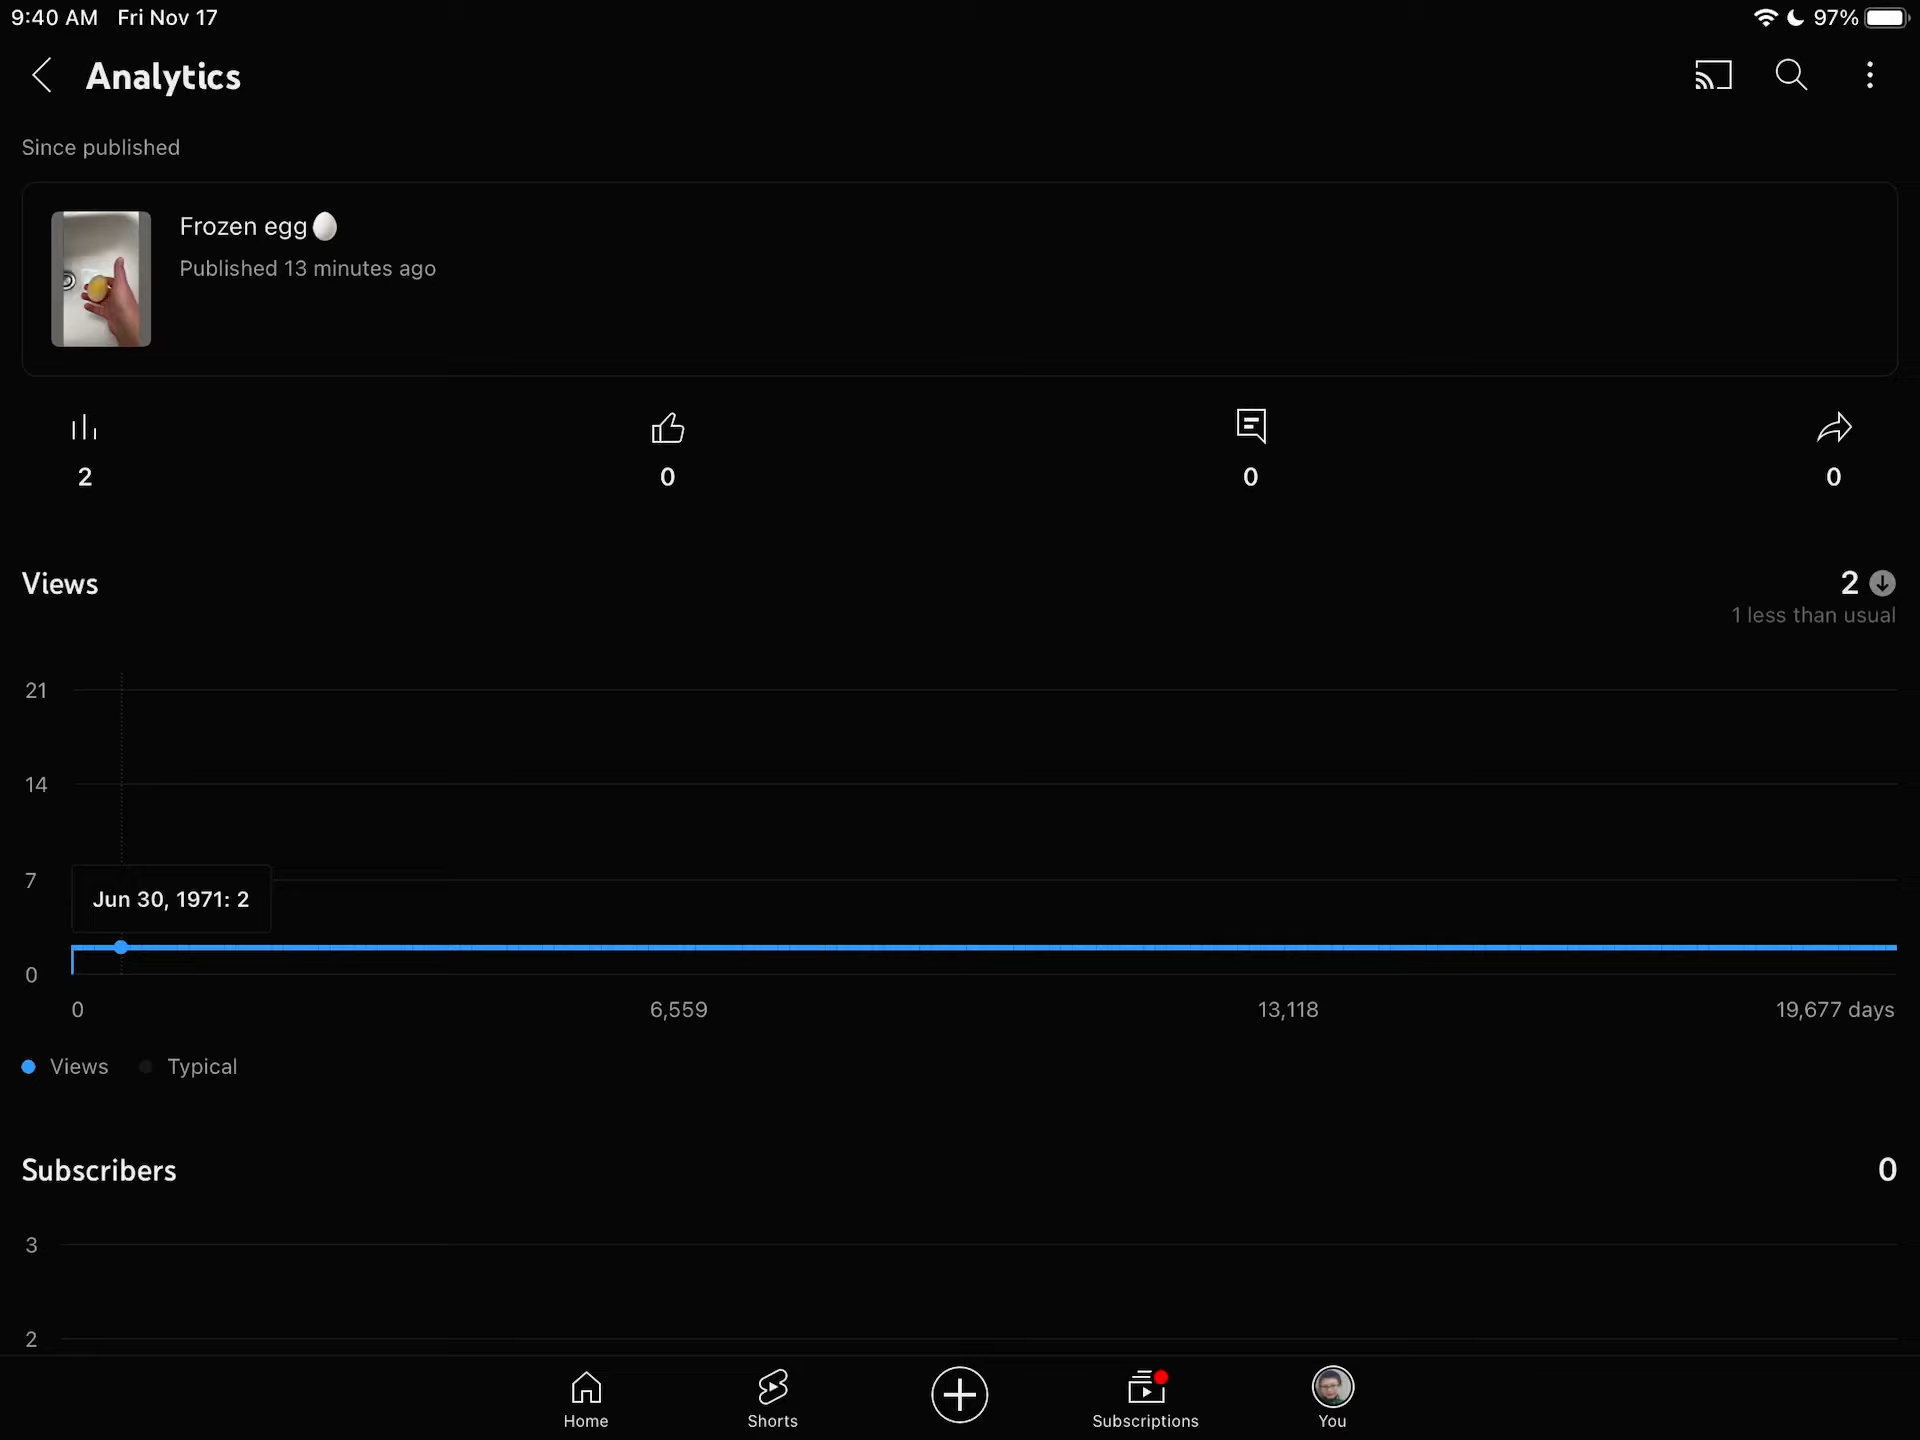 9:40 AM Fri Nov 17
97%
Analytics
Since published
Frozen egg🥚
Published 13 minutes ago
2
0
0
0
Views
2
1 less than usual
21
14
7
Jun 30, 1971: 2
0
0
6,559
13,118
19,677 days
Views
Typical
Subscribers
0
3
2
Home
Shorts
Subscriptions
You